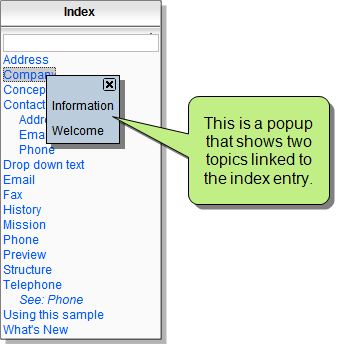 Index
Address
Company
Concep
Contact
Addr
Emai
Phone
Drop down text
Email
Fax
History
Mission
Phone
Preview
Structure
Telephone
See: Phone
Using this sample
What's New
Information
Welcome
This is a popup
that shows two
topics linked to
the index entry.